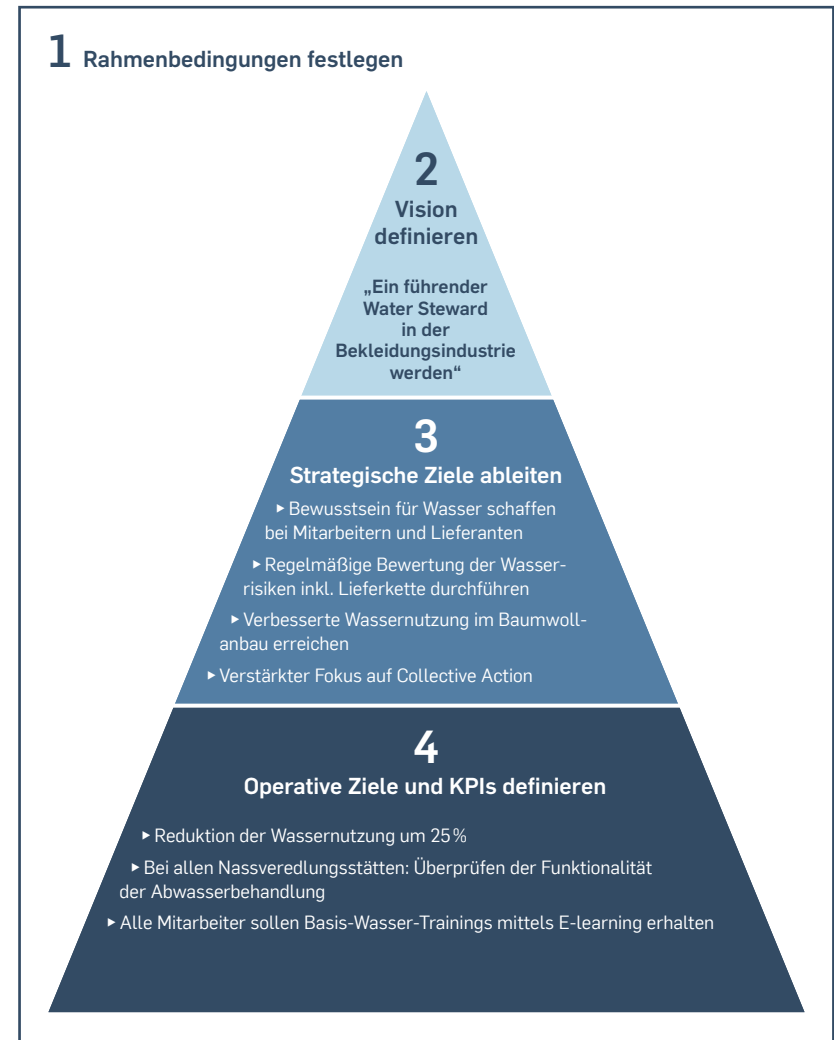 1 Rahmenbedingungen festlegen
2
Vision
definieren
„Ein führender
Water Steward
in der
Bekleidungsindustrie
werden“
3
Strategische Ziele ableiten
▸ Bewusstsein für Wasser schaffen
bei Mitarbeitern und Lieferanten
▸ Regelmäßige Bewertung der Wasser-
risiken inkl. Lieferkette durchführen
▸ Verbesserte Wassernutzung im Baumwoll-
anbau erreichen
▸ Verstärkter Fokus auf Collective Action
4
Operative Ziele und KPIs definieren
▸ Reduktion der Wassernutzung um 25 %
▸ Bei allen Nassveredlungsstätten: Überprüfen der Funktionalität
der Abwasserbehandlung
▸ Alle Mitarbeiter sollen Basis-Wasser-Trainings mittels E-learning erhalten